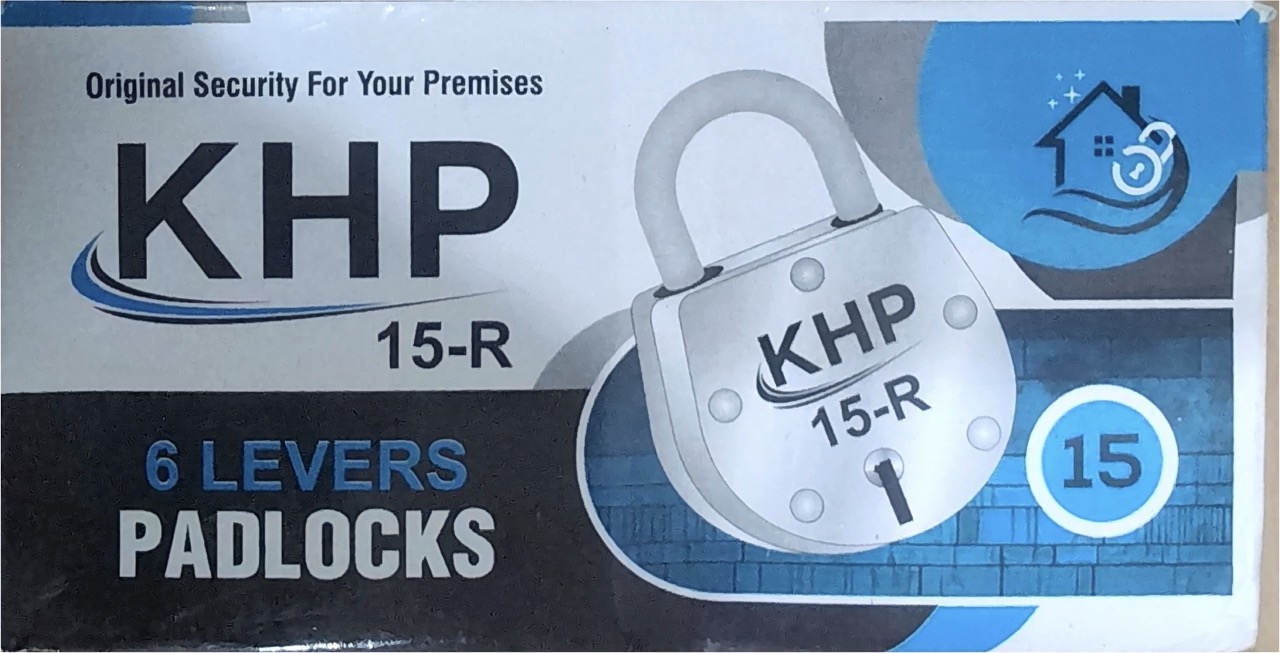 Original Security For Your Premises
KHP
15-R
6 LEVERS
PADLOCKS
KHP
15-R
15